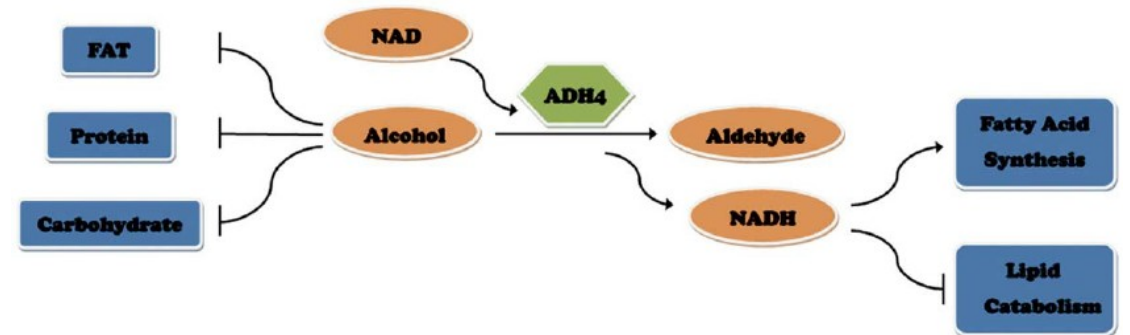 FAT
NAD
ADH4
Protein
Alcohol
Aldehyde
Fatty Acid
Synthesis
Carbohydrate
NADH
Lipid
Catabolism